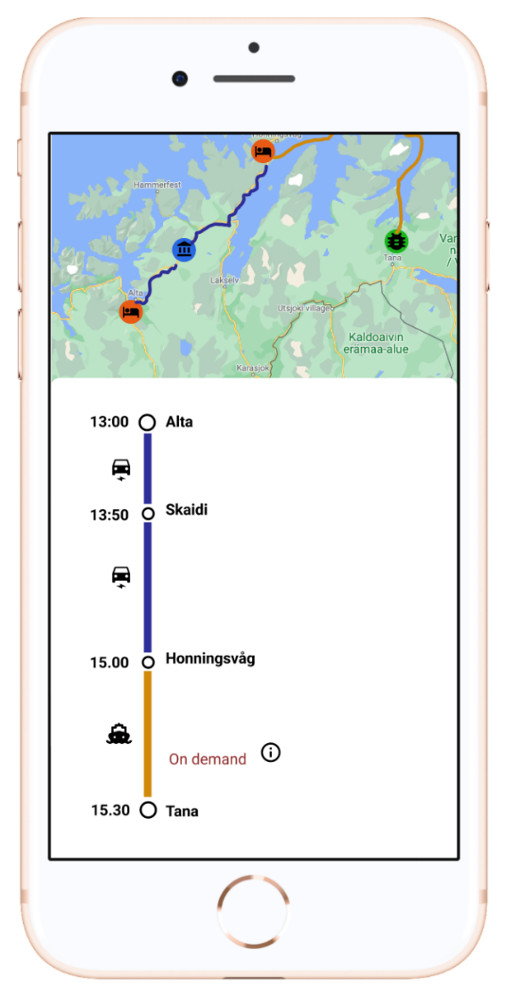 Honningsvåg
Hammerfest
Tana
Lakselv
Alta
Utsjoki village
Kaldoaivin
erämaa-alue
Karasjok
13:00 Alta
13:50 Skaidi
15.00 Honningsvåg
On demand
15.30 Tana